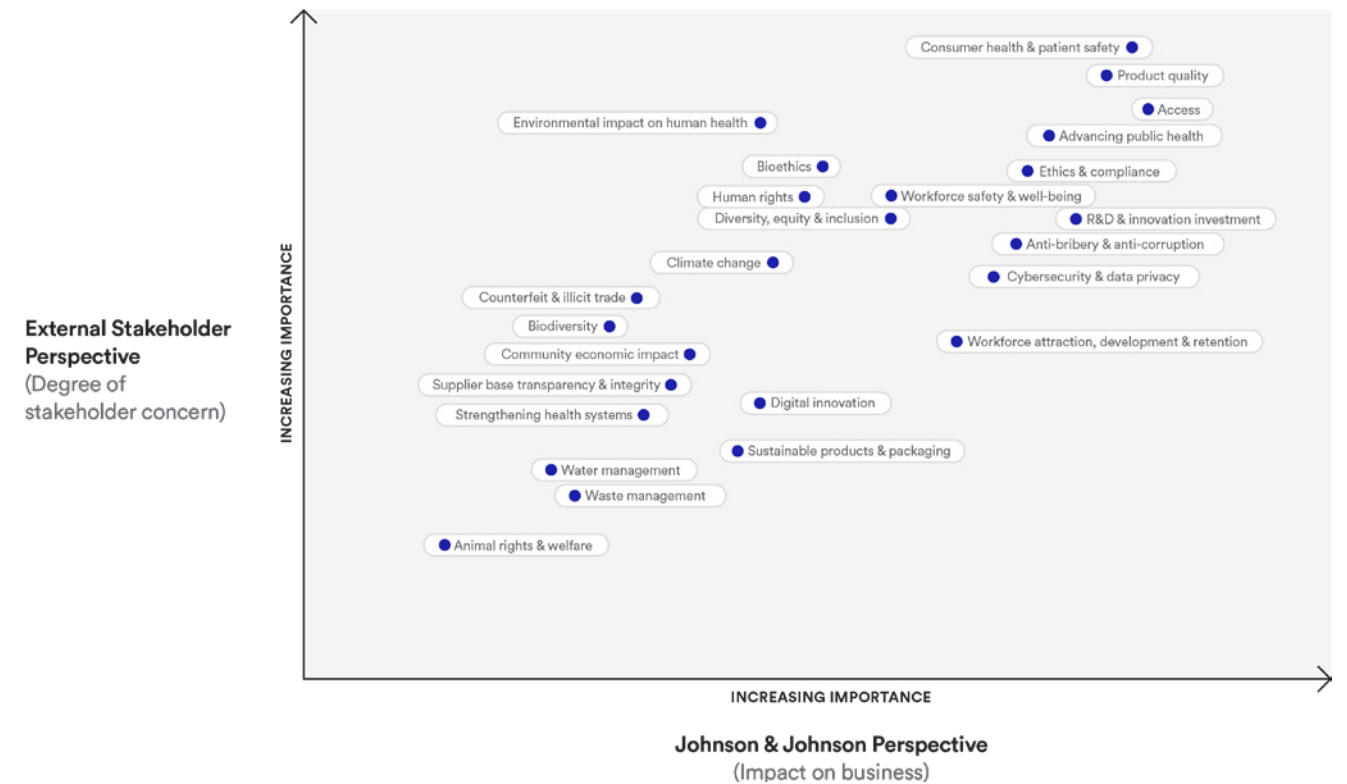 Consumer health & patient safety
Product quality
Access
Environmental impact on human health
Advancing public health
Bioethics
Ethics & compliance
Human rights
Workforce safety & well-being
Diversity, equity & inclusion
R&D & innovation investment
Anti-bribery & anti-corruption
Climate change
Cybersecurity & data privacy
Counterfeit & illicit trade
Biodiversity
Workforce attraction, development & retention
Community economic impact
Supplier base transparency & integrity
Digital innovation
Strengthening health systems
Sustainable products & packaging
Water management
Waste management
Animal rights & welfare
External Stakeholder
Perspective
(Degree of
stakeholder concern)
INCREASING IMPORTANCE
INCREASING IMPORTANCE
Johnson & Johnson Perspective
(Impact on business)